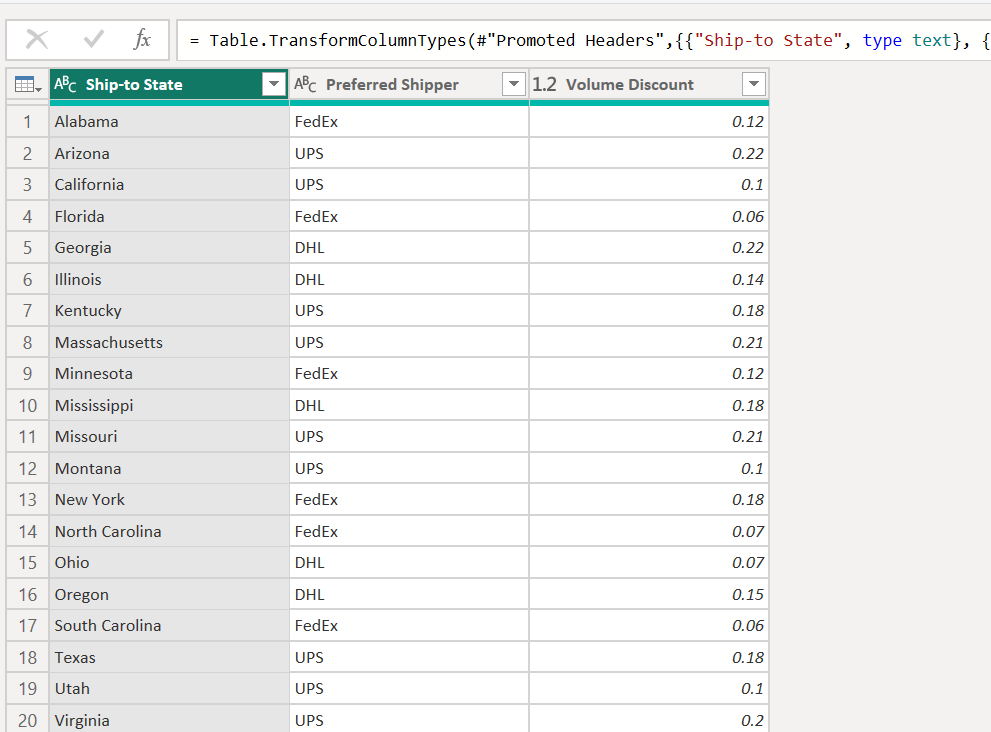 fx = Table.TransformColumnTypes(#"Promoted Headers",{{"Ship-to State", type text}, {
ABC Ship-to State ABC Preferred Shipper 1.2 Volume Discount
1 Alabama FedEx 0.12
2 Arizona UPS 0.22
3 California UPS 0.1
4 Florida FedEx 0.06
5 Georgia DHL 0.22
6 Illinois DHL 0.14
7 Kentucky UPS 0.18
8 Massachusetts UPS 0.21
9 Minnesota FedEx 0.12
10 Mississippi DHL 0.18
11 Missouri UPS 0.21
12 Montana UPS 0.1
13 New York FedEx 0.18
14 North Carolina FedEx 0.07
15 Ohio DHL 0.07
16 Oregon DHL 0.15
17 South Carolina FedEx 0.06
18 Texas UPS 0.18
19 Utah UPS 0.1
20 Virginia UPS 0.2